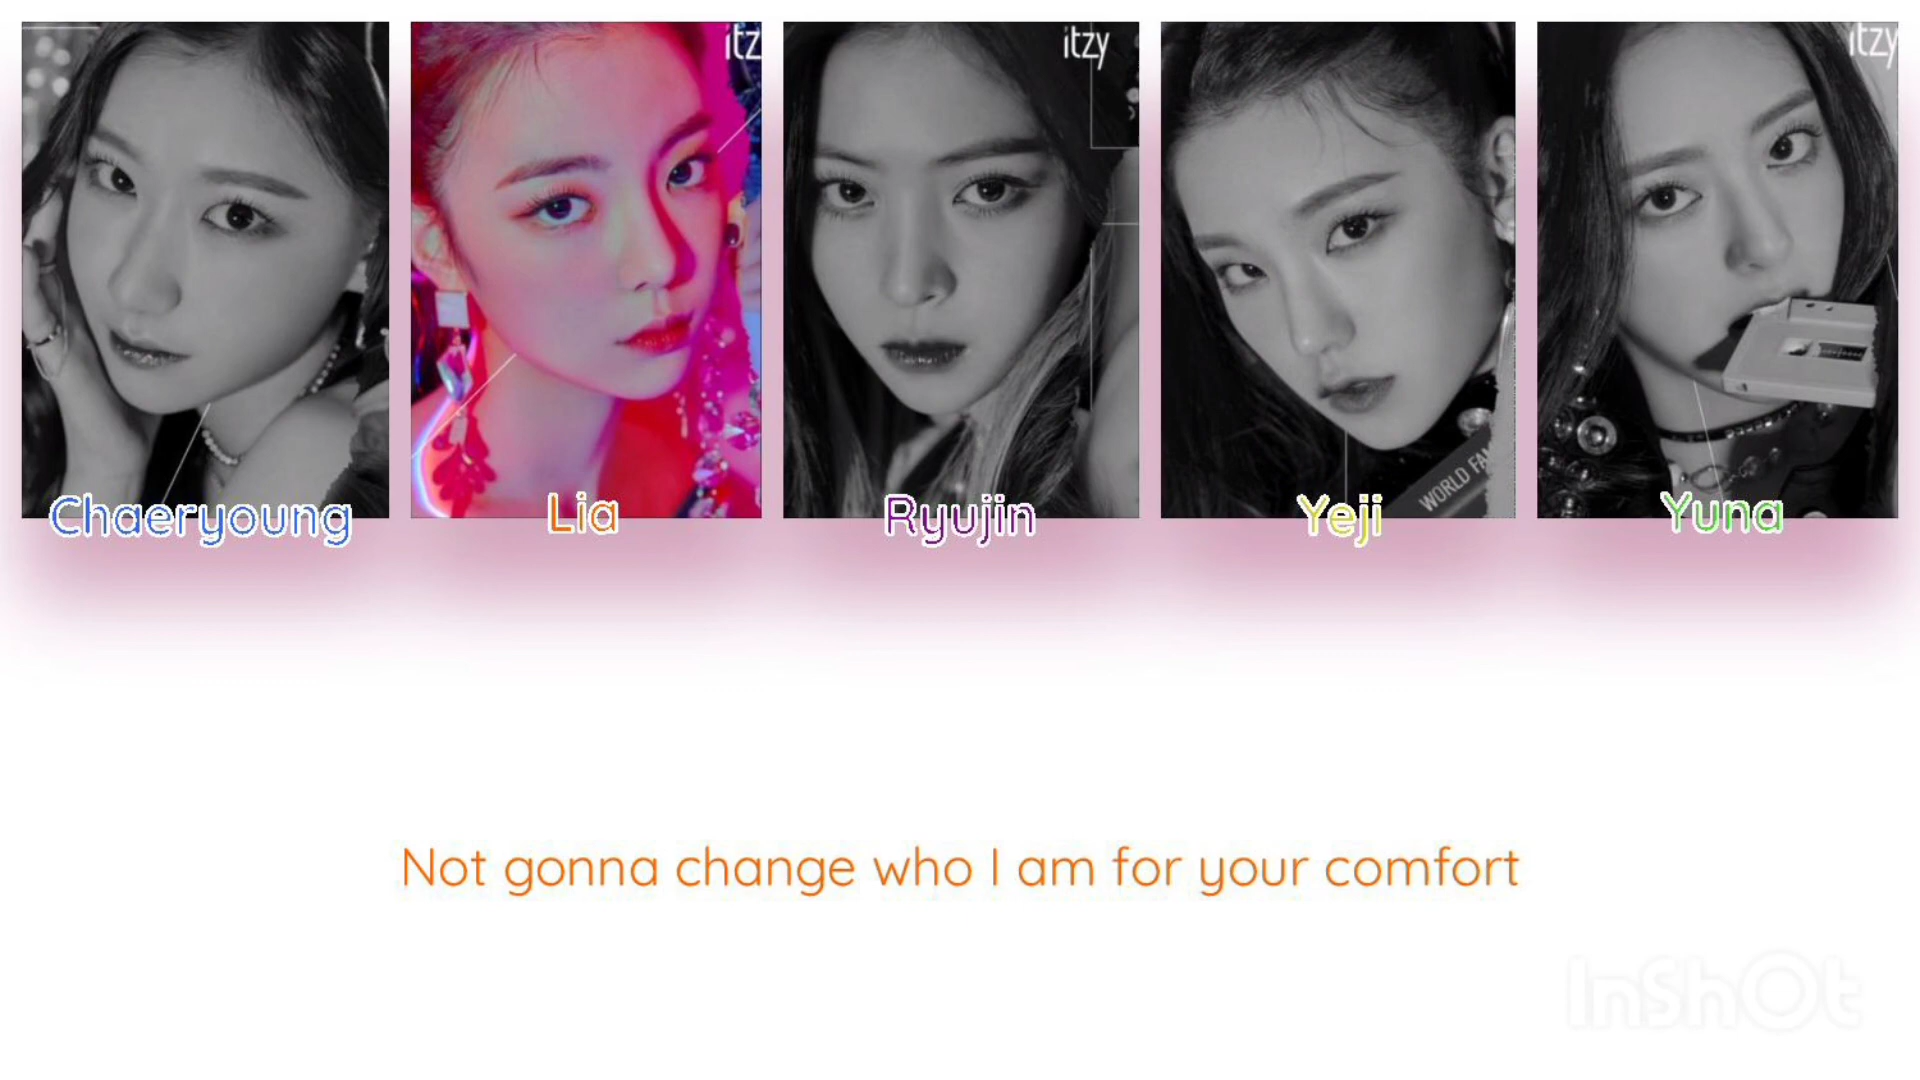 itz
itzy
itzy
WORLD FA
Chaeryoung
Lia
Ryujin
Yeji
Yuna
Not gonna change who I am for your comfort
InShOt